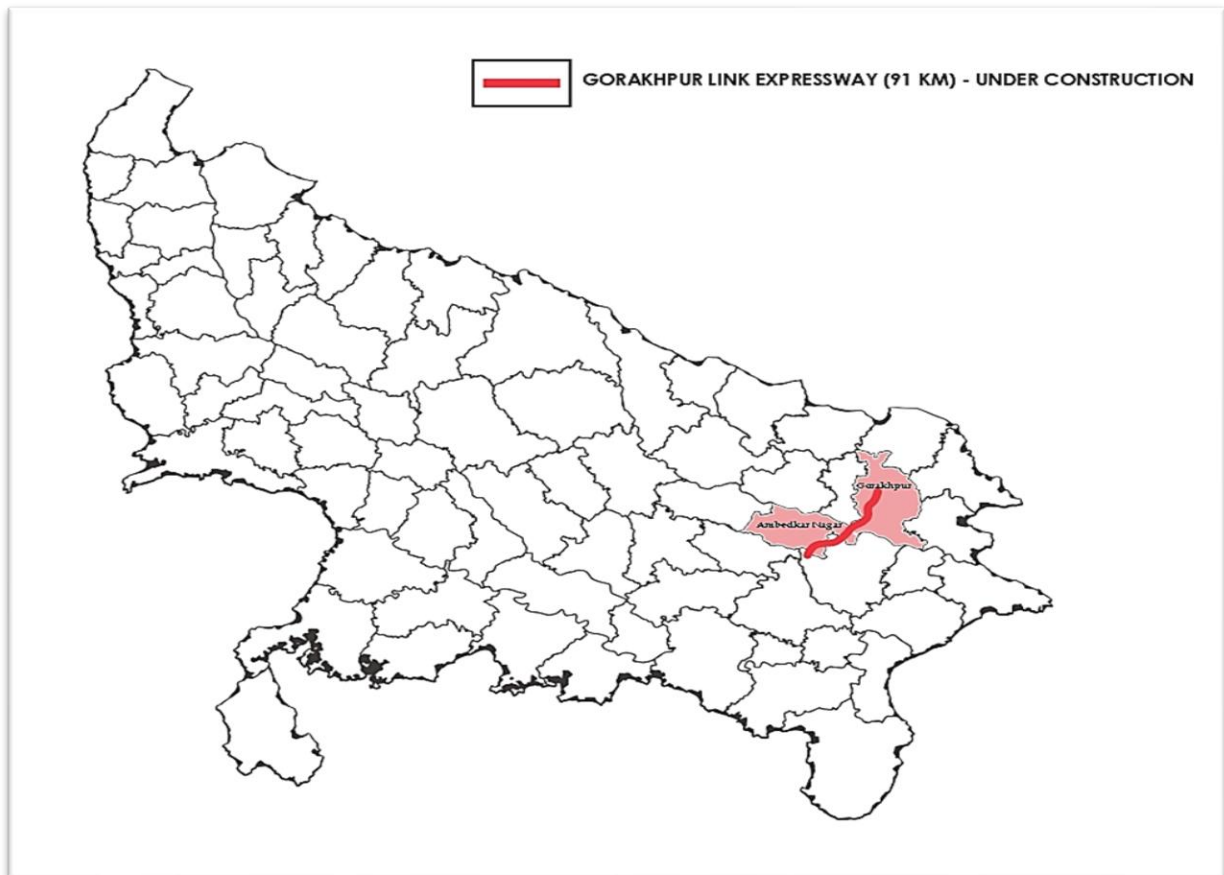 GORAKHPUR LINK EXPRESSWAY (91 KM) - UNDER CONSTRUCTION
Gorakhpur
Ambedkar Nagar